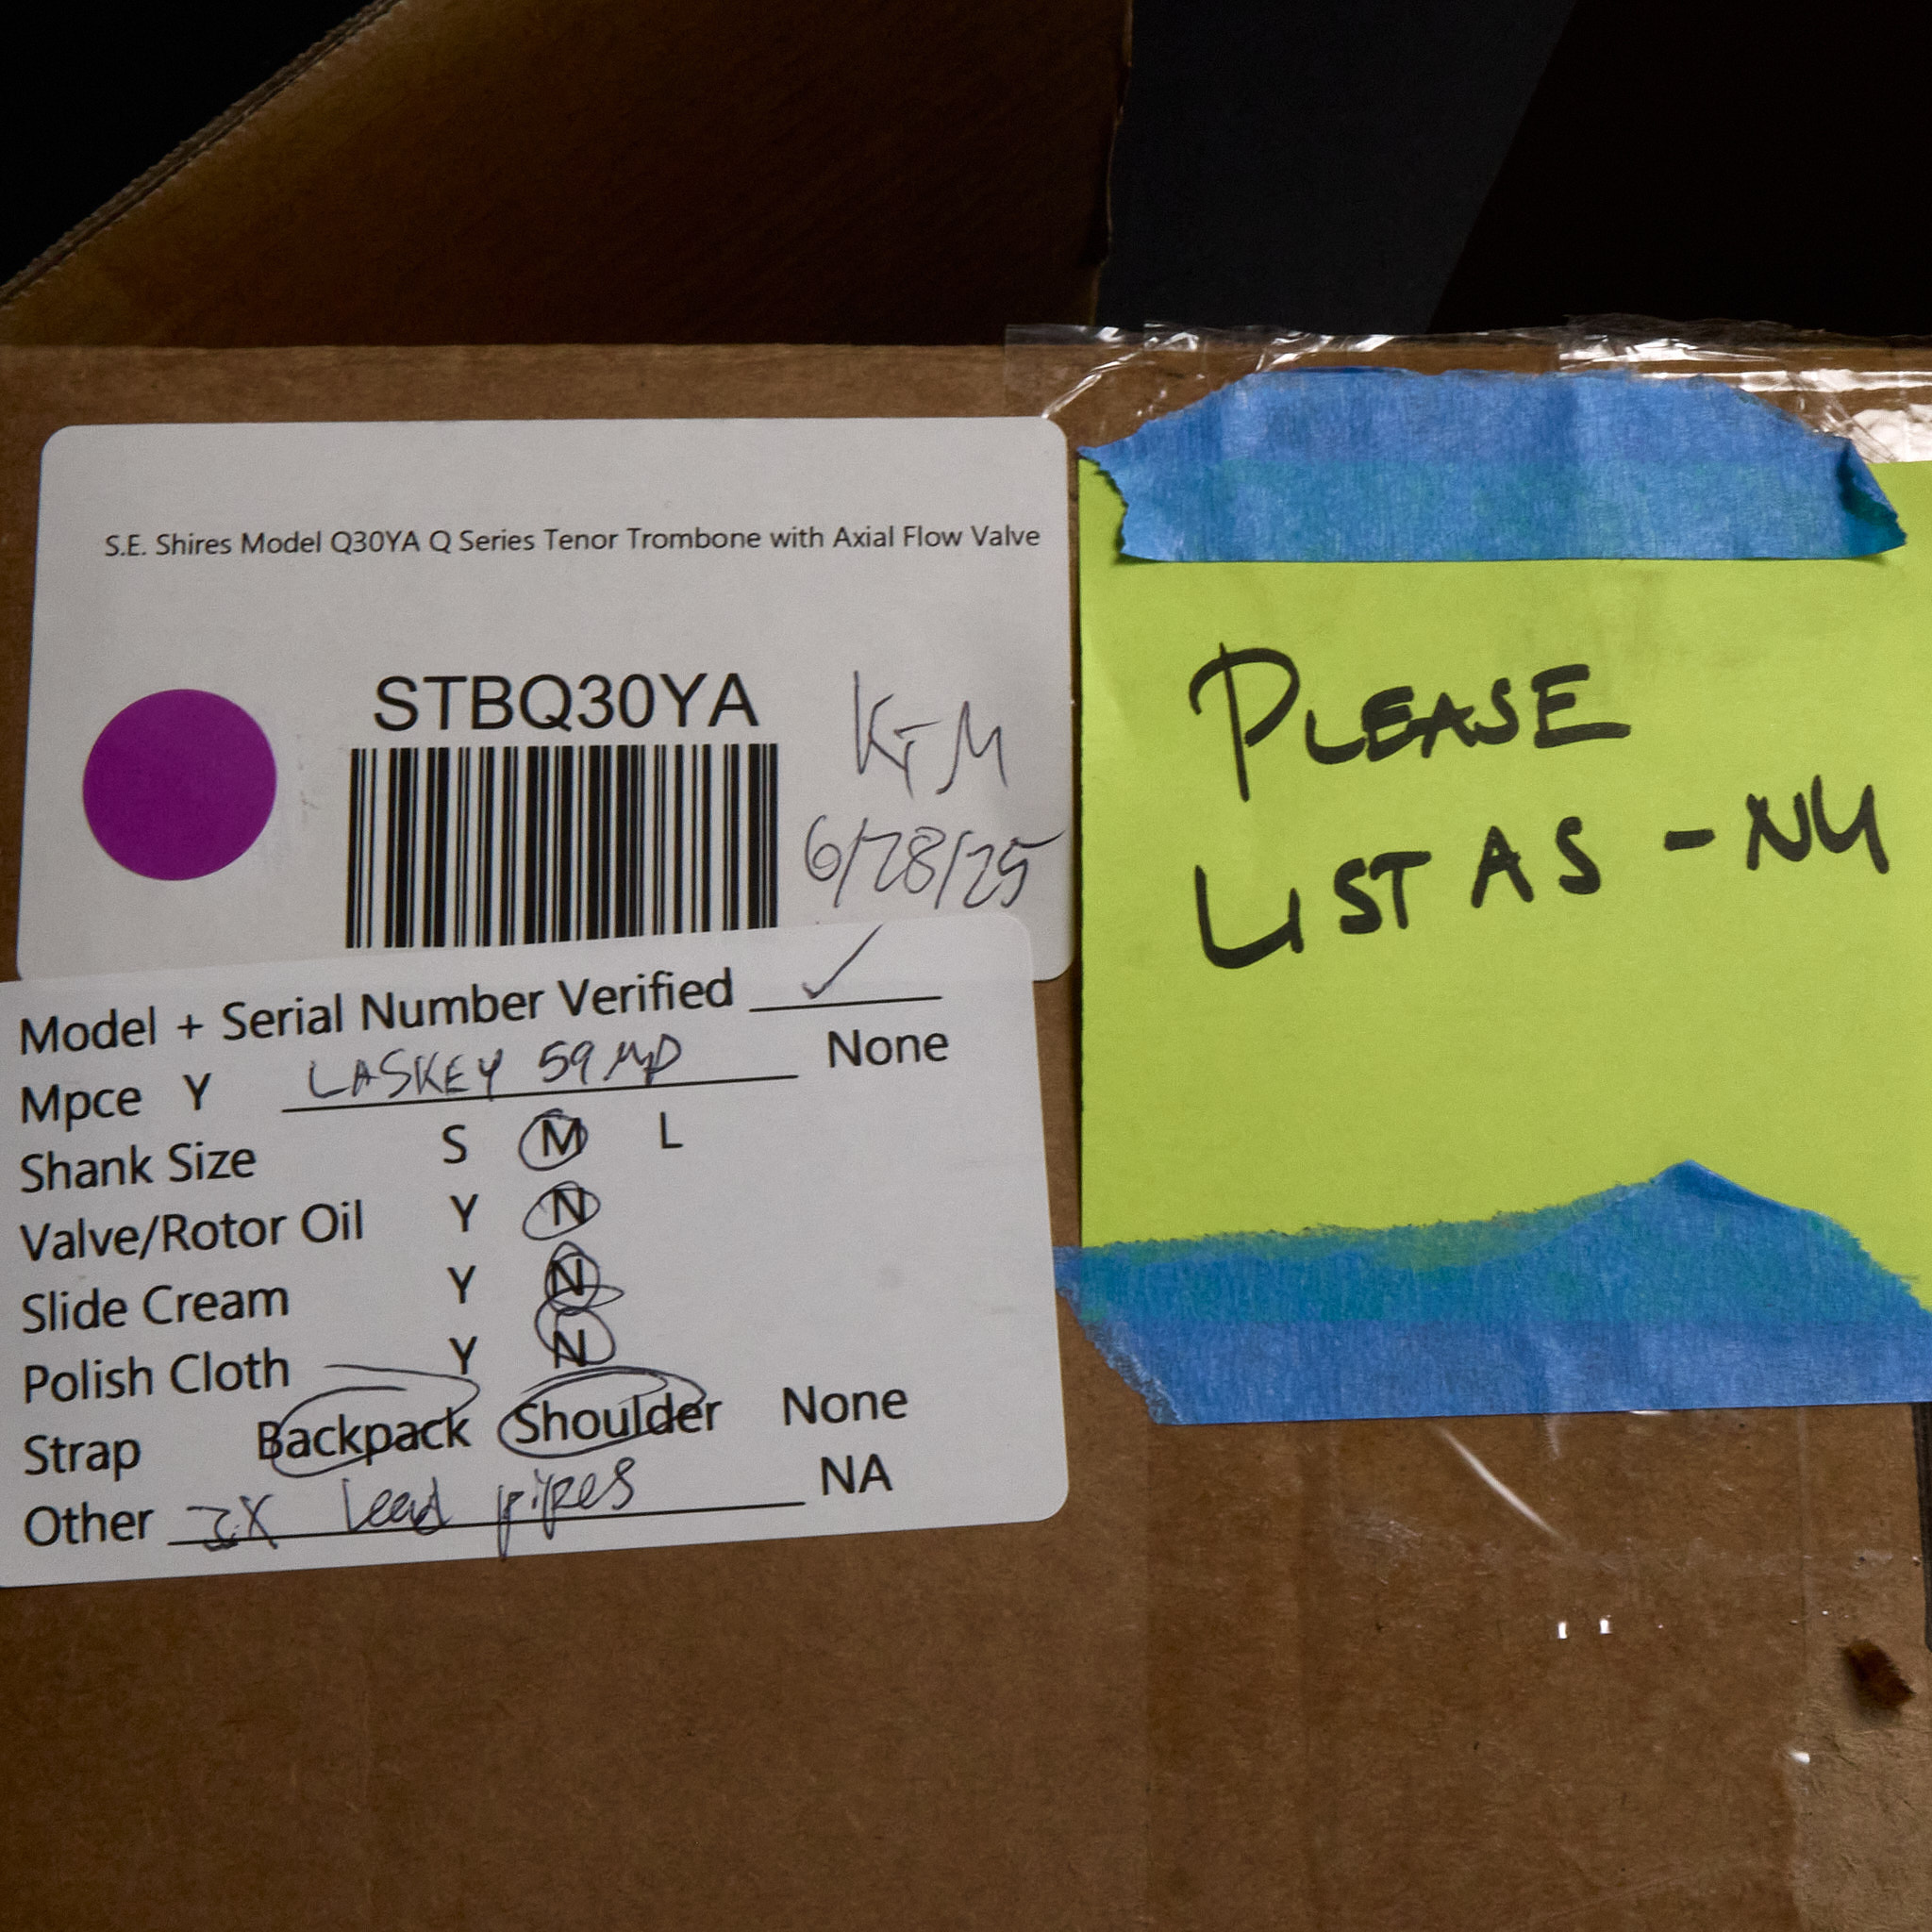 S.E. Shires Model Q30YA Q Series Tenor Trombone with Axial Flow Valve
STBQ30YA
KTM
6/28/25
Model + Serial Number Verified ✓
Mpce Y LASKEY 59 MD None
Shank Size S M L
Valve/Rotor Oil Y N
Slide Cream Y N
Polish Cloth Y N
Strap Backpack Shoulder None
Other 2X Lead pipes NA
PLEASE
LIST AS -NU